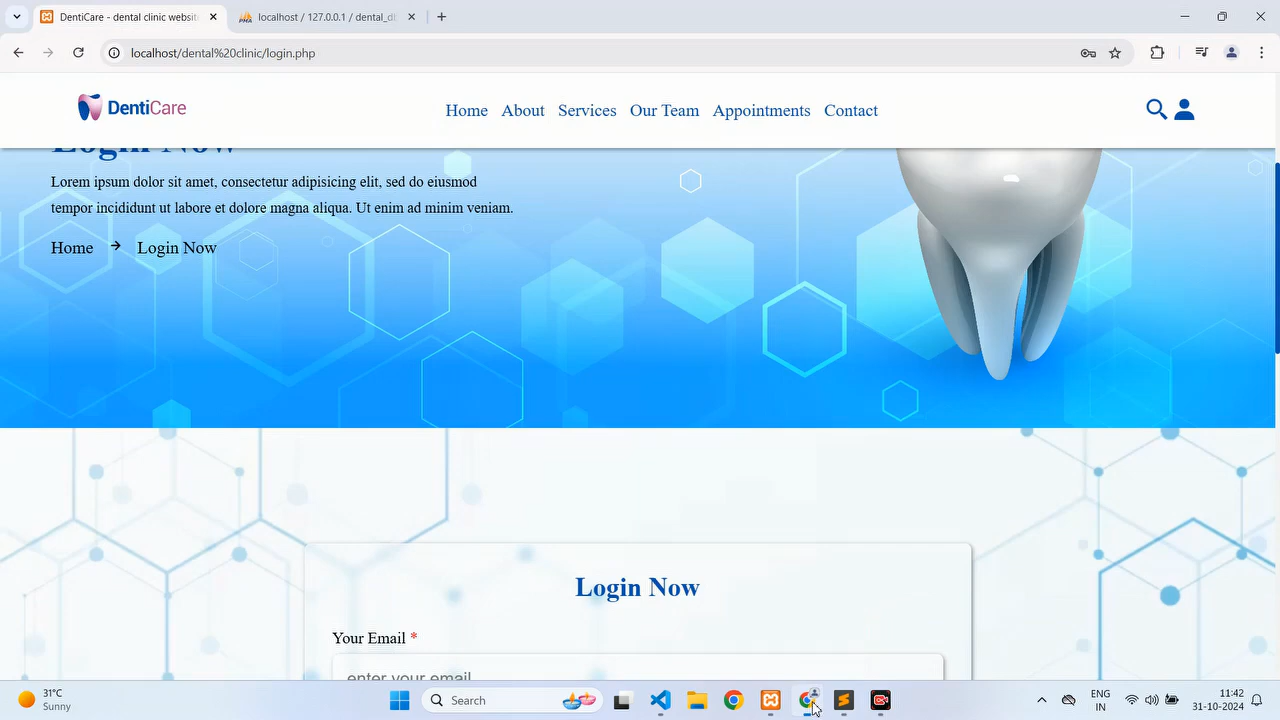 DentiCare - dental clinic websit
localhost / 127.0.0.1 / dental_d
localhost/dental%20clinic/login.php
DentiCare
Home
About
Services
Our Team
Appointments
Contact
Login Now
Lorem ipsum dolor sit amet, consectetur adipisicing elit, sed do eiusmod
tempor incididunt ut labore et dolore magna aliqua. Ut enim ad minim veniam.
Home
Login Now
Login Now
Your Email *
enter your email
31°C
Sunny
Search
ENG
IN
11:42
31-10-2024